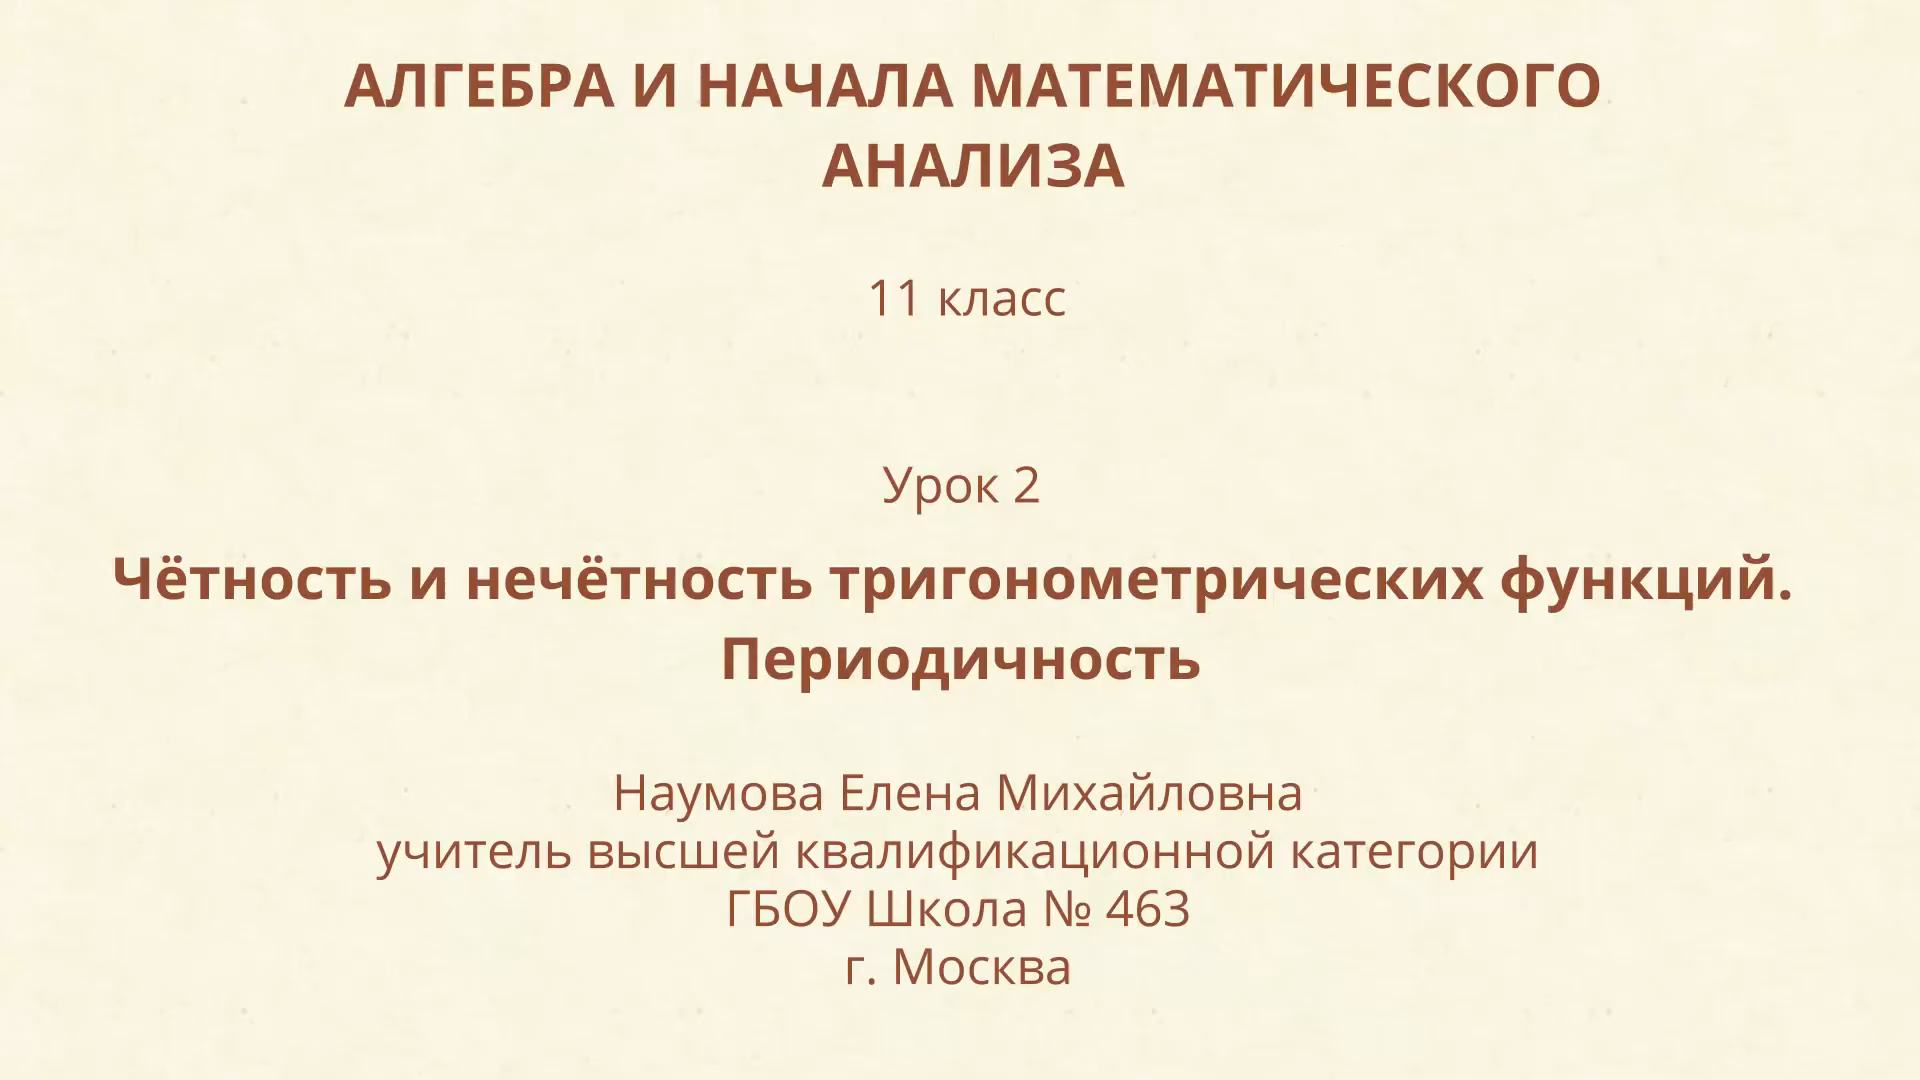 АЛГЕБРА И НАЧАЛА МАТЕМАТИЧЕСКОГО
АНАЛИЗА
11 класс
Урок 2
Чётность и нечётность тригонометрических функций.
Периодичность
Наумова Елена Михайловна
учитель высшей квалификационной категории
ГБОУ Школа № 463
г. Москва